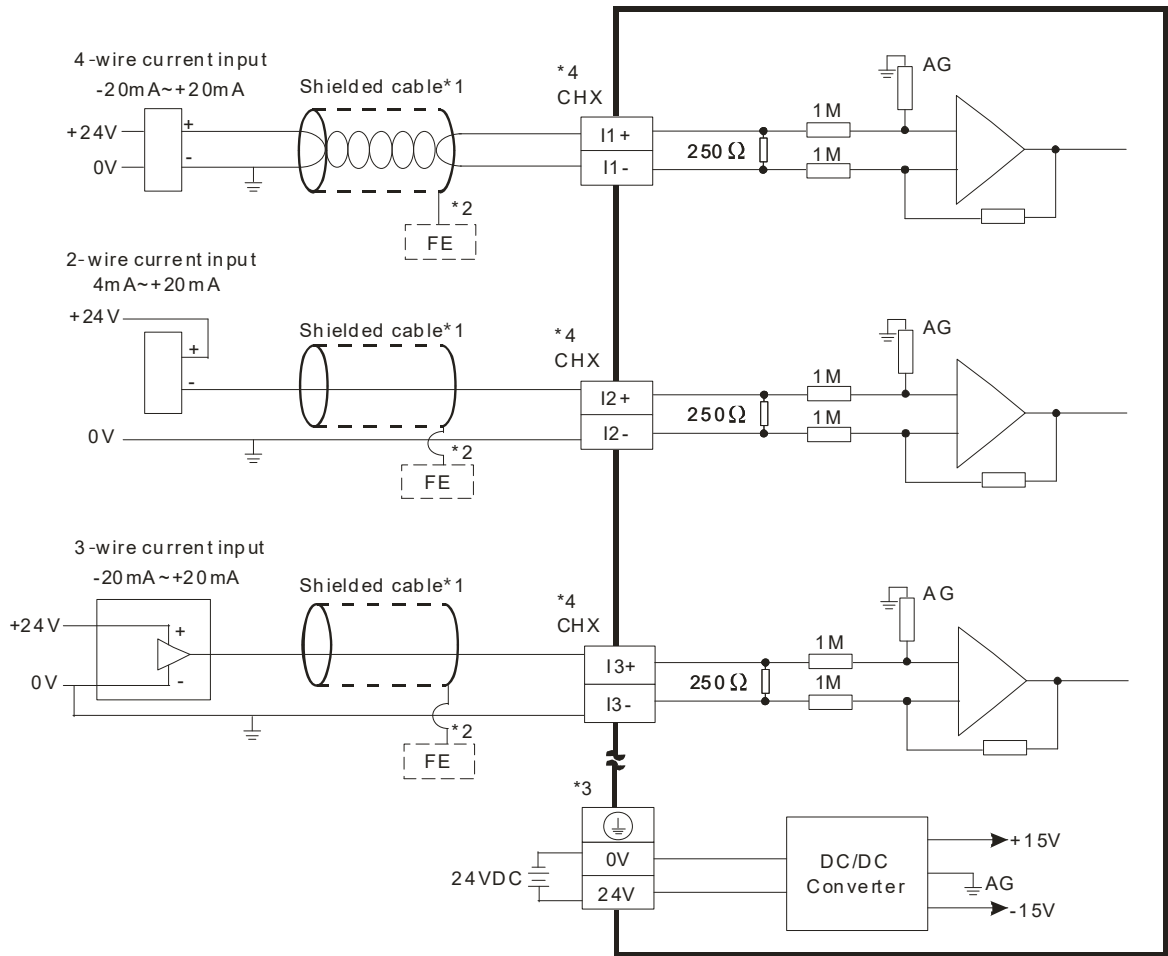 4-wire current input
-20mA~+20mA
Shielded cable*1
*4
CHX
AG
+24V
0V
+
-
I1+
I1-
250Ω
1M
1M
*2
FE
2-wire current input
4mA~+20mA
+24V
Shielded cable*1
*4
CHX
AG
+
-
0V
I2+
I2-
250Ω
1M
1M
*2
FE
3-wire current input
-20mA~+20mA
Shielded cable*1
*4
CHX
AG
+24V
0V
+
-
I3+
I3-
250Ω
1M
1M
*2
FE
*3
24VDC
0V
24V
DC/DC
Converter
+15V
AG
-15V